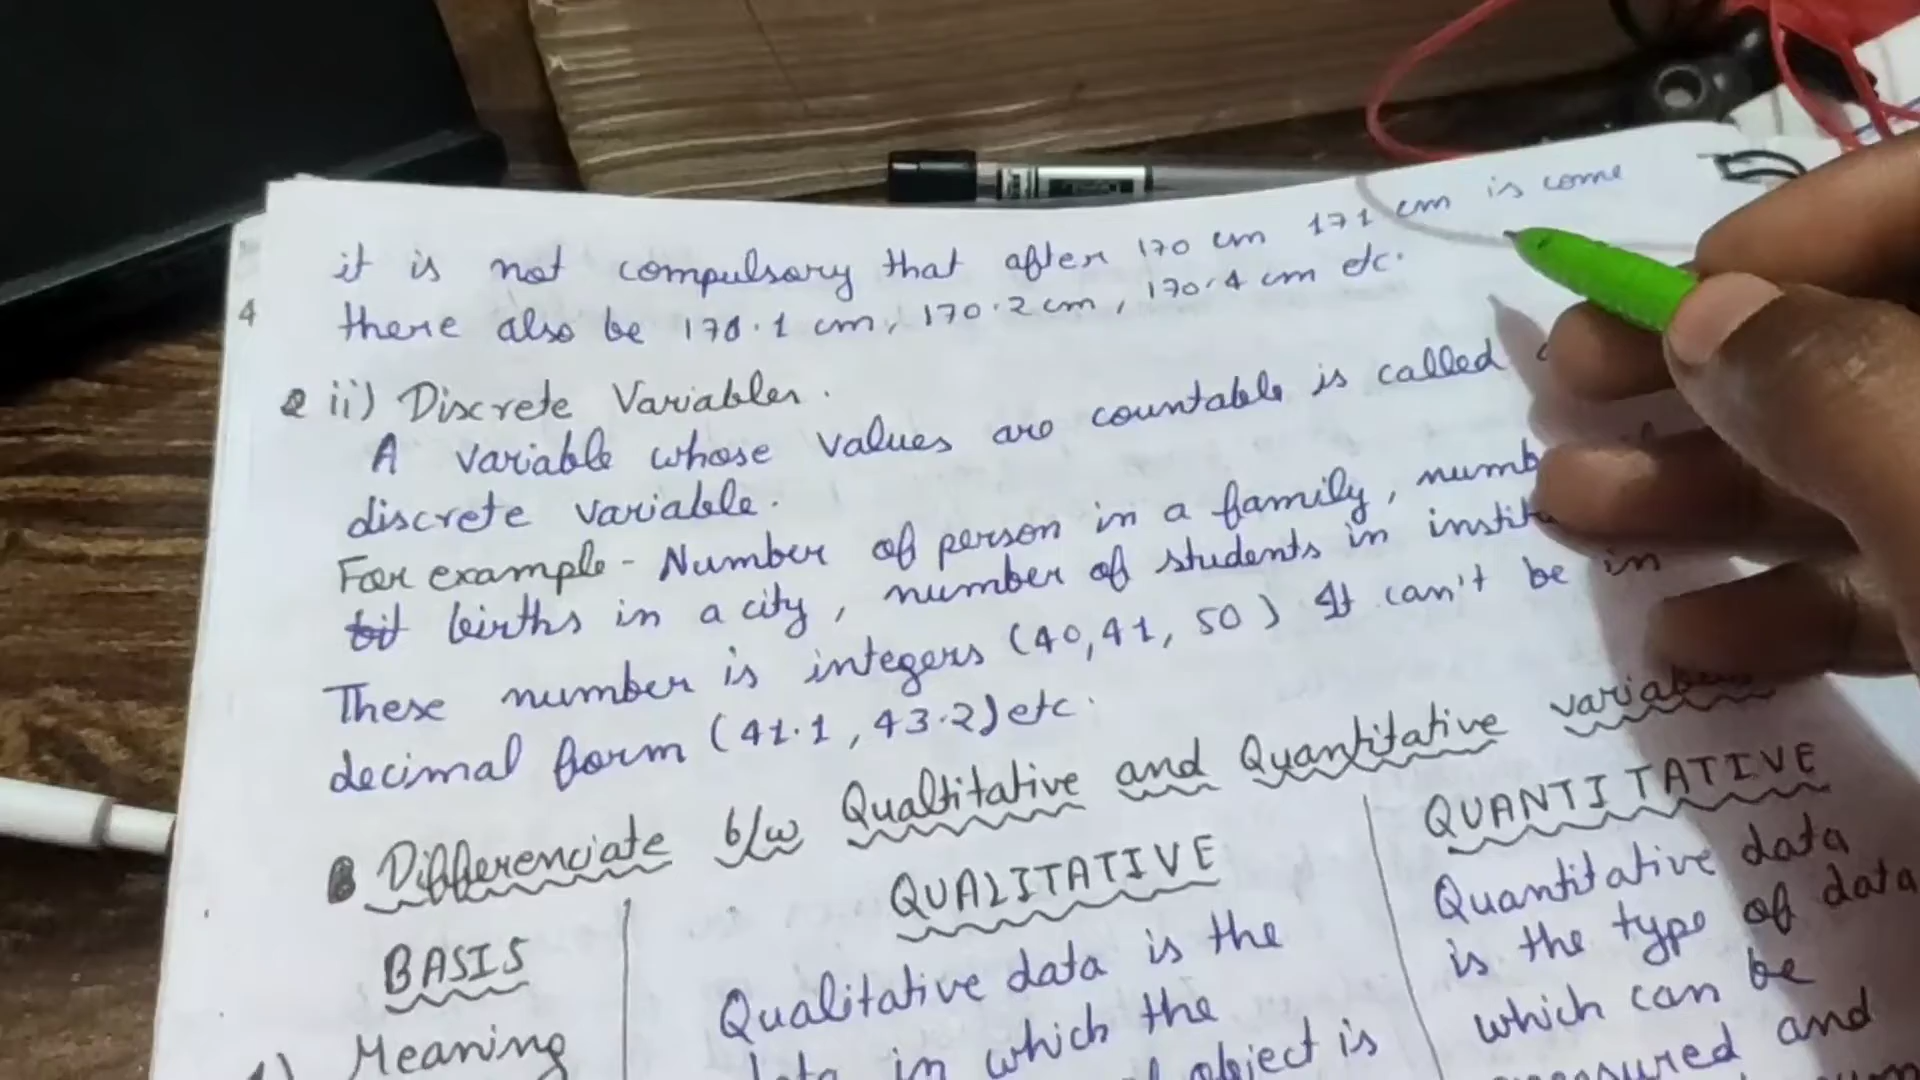 it is not compulsory that after 170 cm 171 cm is come
there also be 170.1 cm, 170.2 cm, 170.4 cm etc.
4
ii) Discrete Variables.
A variable whose values are countable is called
discrete variable.
For example - Number of person in a family,
births in a city, number of students in
These number is integers (40, 41, 50) It can't be in
decimal form (41.1, 43.2) etc.
Differenciate b/w Qualtitative and Quantitative
BASIS
QUALITATIVE
QUANTITATIVE
Meaning
Qualitative data is the
in which the
object is
Quantitative data
is the type of data
which can be
and